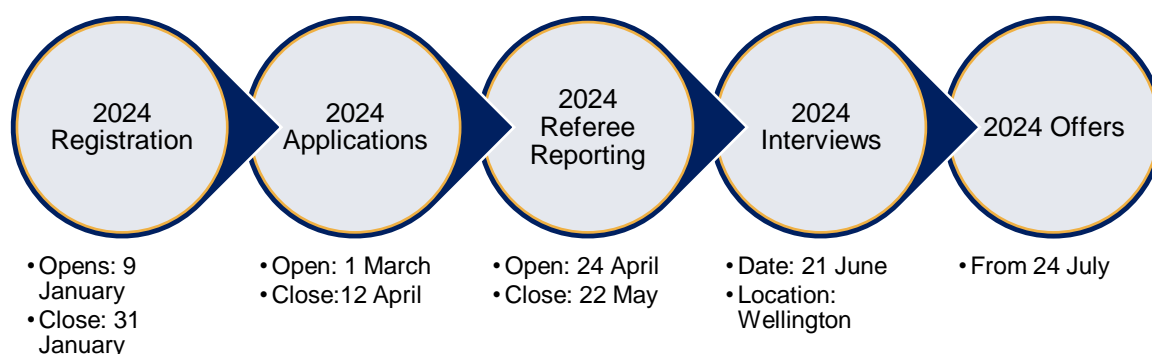 2024
Registration
2024
Applications
2024
Referee
Reporting
2024
Interviews
2024 Offers
• Opens: 9
January
• Close: 31
January
• Open: 1 March
• Close:12 April
• Open: 24 April
• Close: 22 May
• Date: 21 June
• Location:
Wellington
• From 24 July